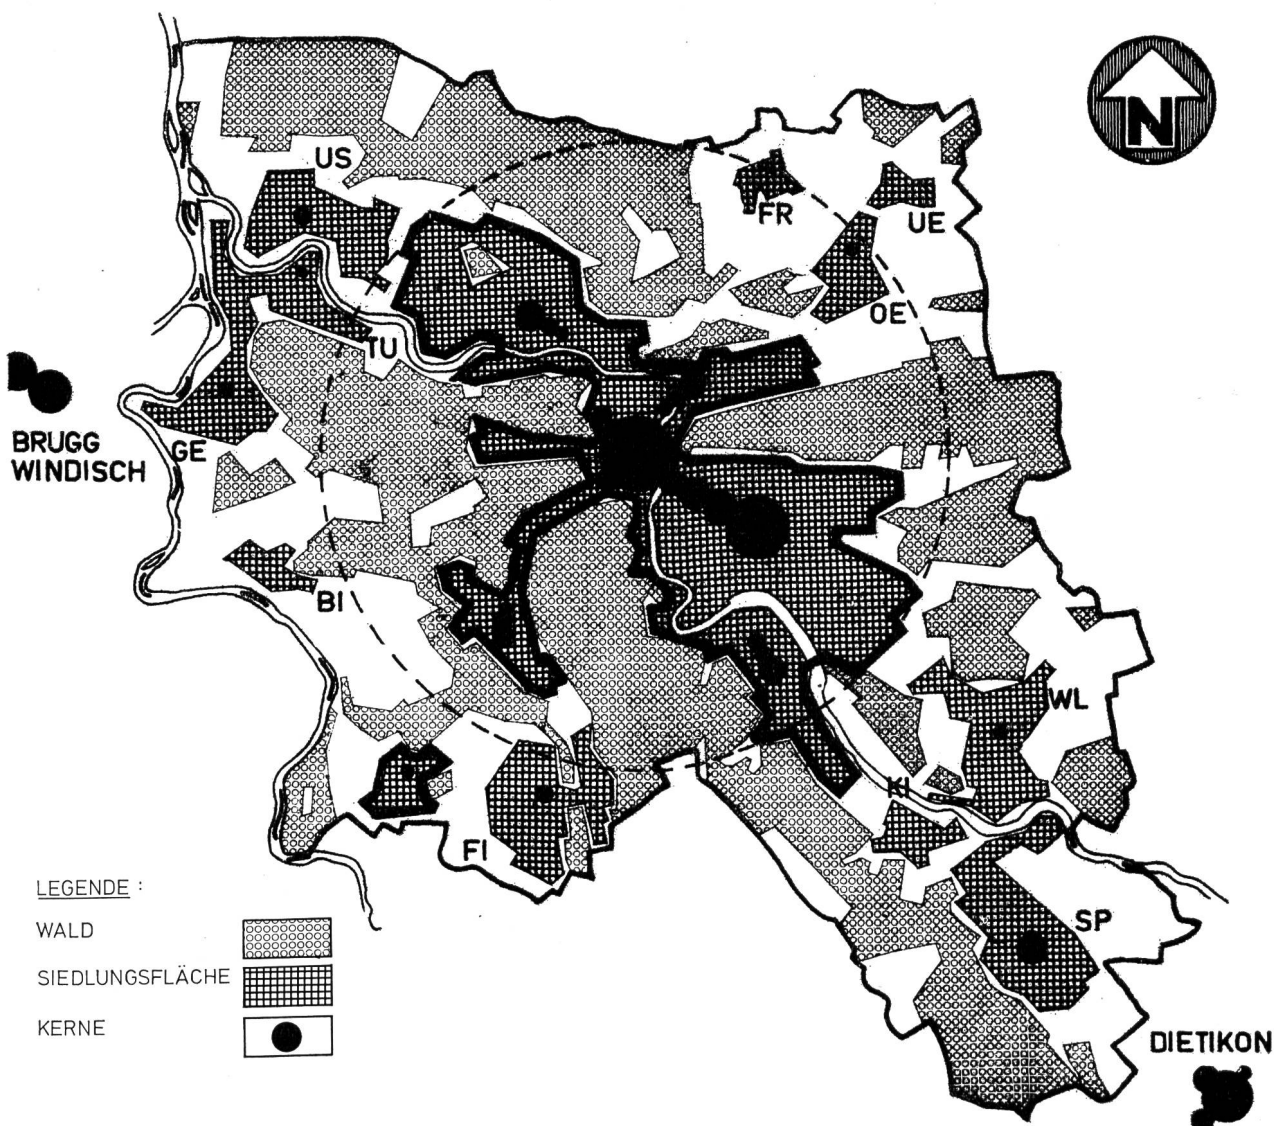 N
US
FR
UE
OE
TU
BRUGG
WINDISCH
GE
BI
WL
KI
FI
SP
LEGENDE :
WALD
SIEDLUNGSFLÄCHE
KERNE
DIETIKON